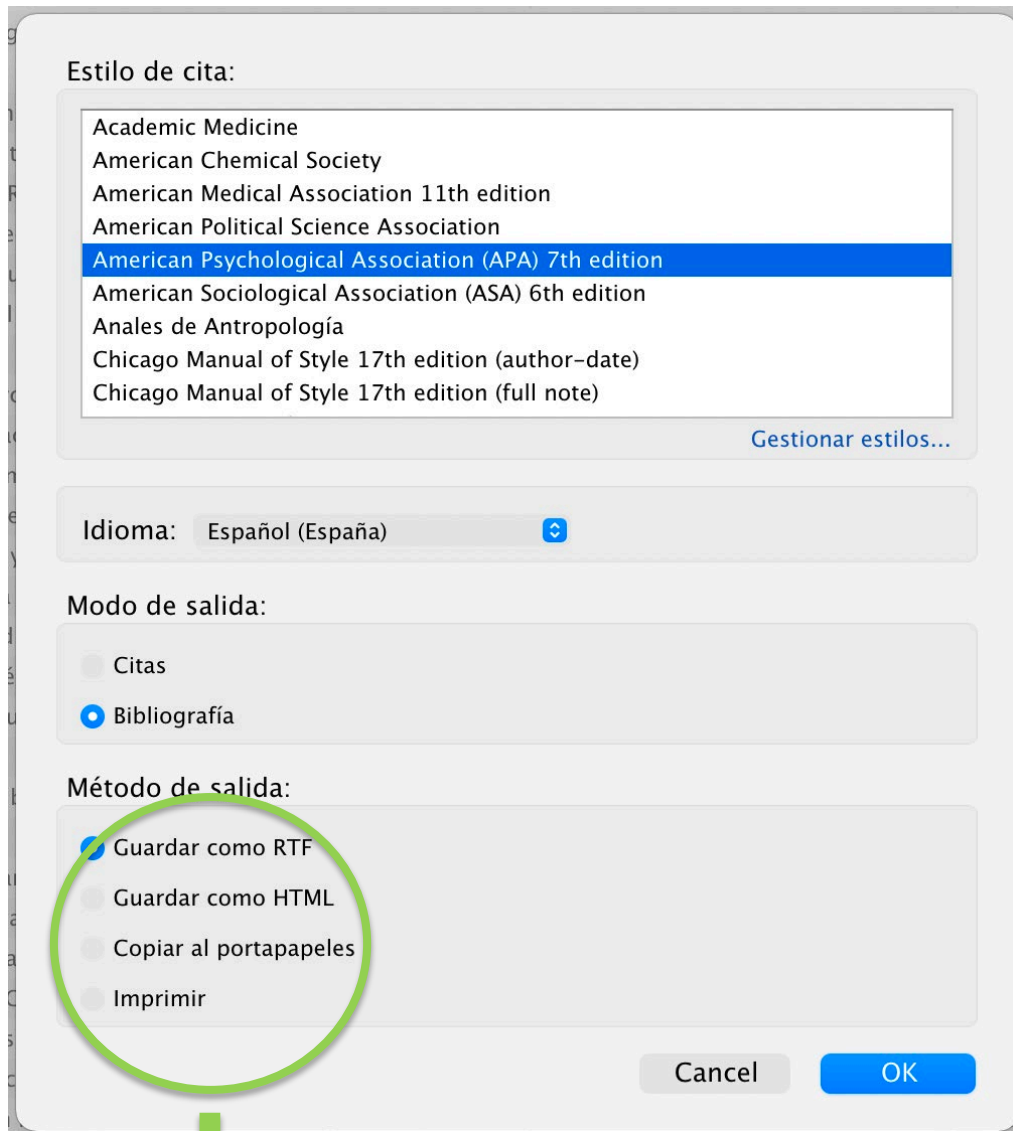 Estilo de cita:
Academic Medicine
American Chemical Society
American Medical Association 11th edition
American Political Science Association
American Psychological Association (APA) 7th edition
American Sociological Association (ASA) 6th edition
Anales de Antropología
Chicago Manual of Style 17th edition (author-date)
Chicago Manual of Style 17th edition (full note)
Gestionar estilos...
Idioma: Español (España)
Modo de salida:
Citas
Bibliografía
Método de salida:
Guardar como RTF
Guardar como HTML
Copiar al portapapeles
Imprimir
Cancel OK